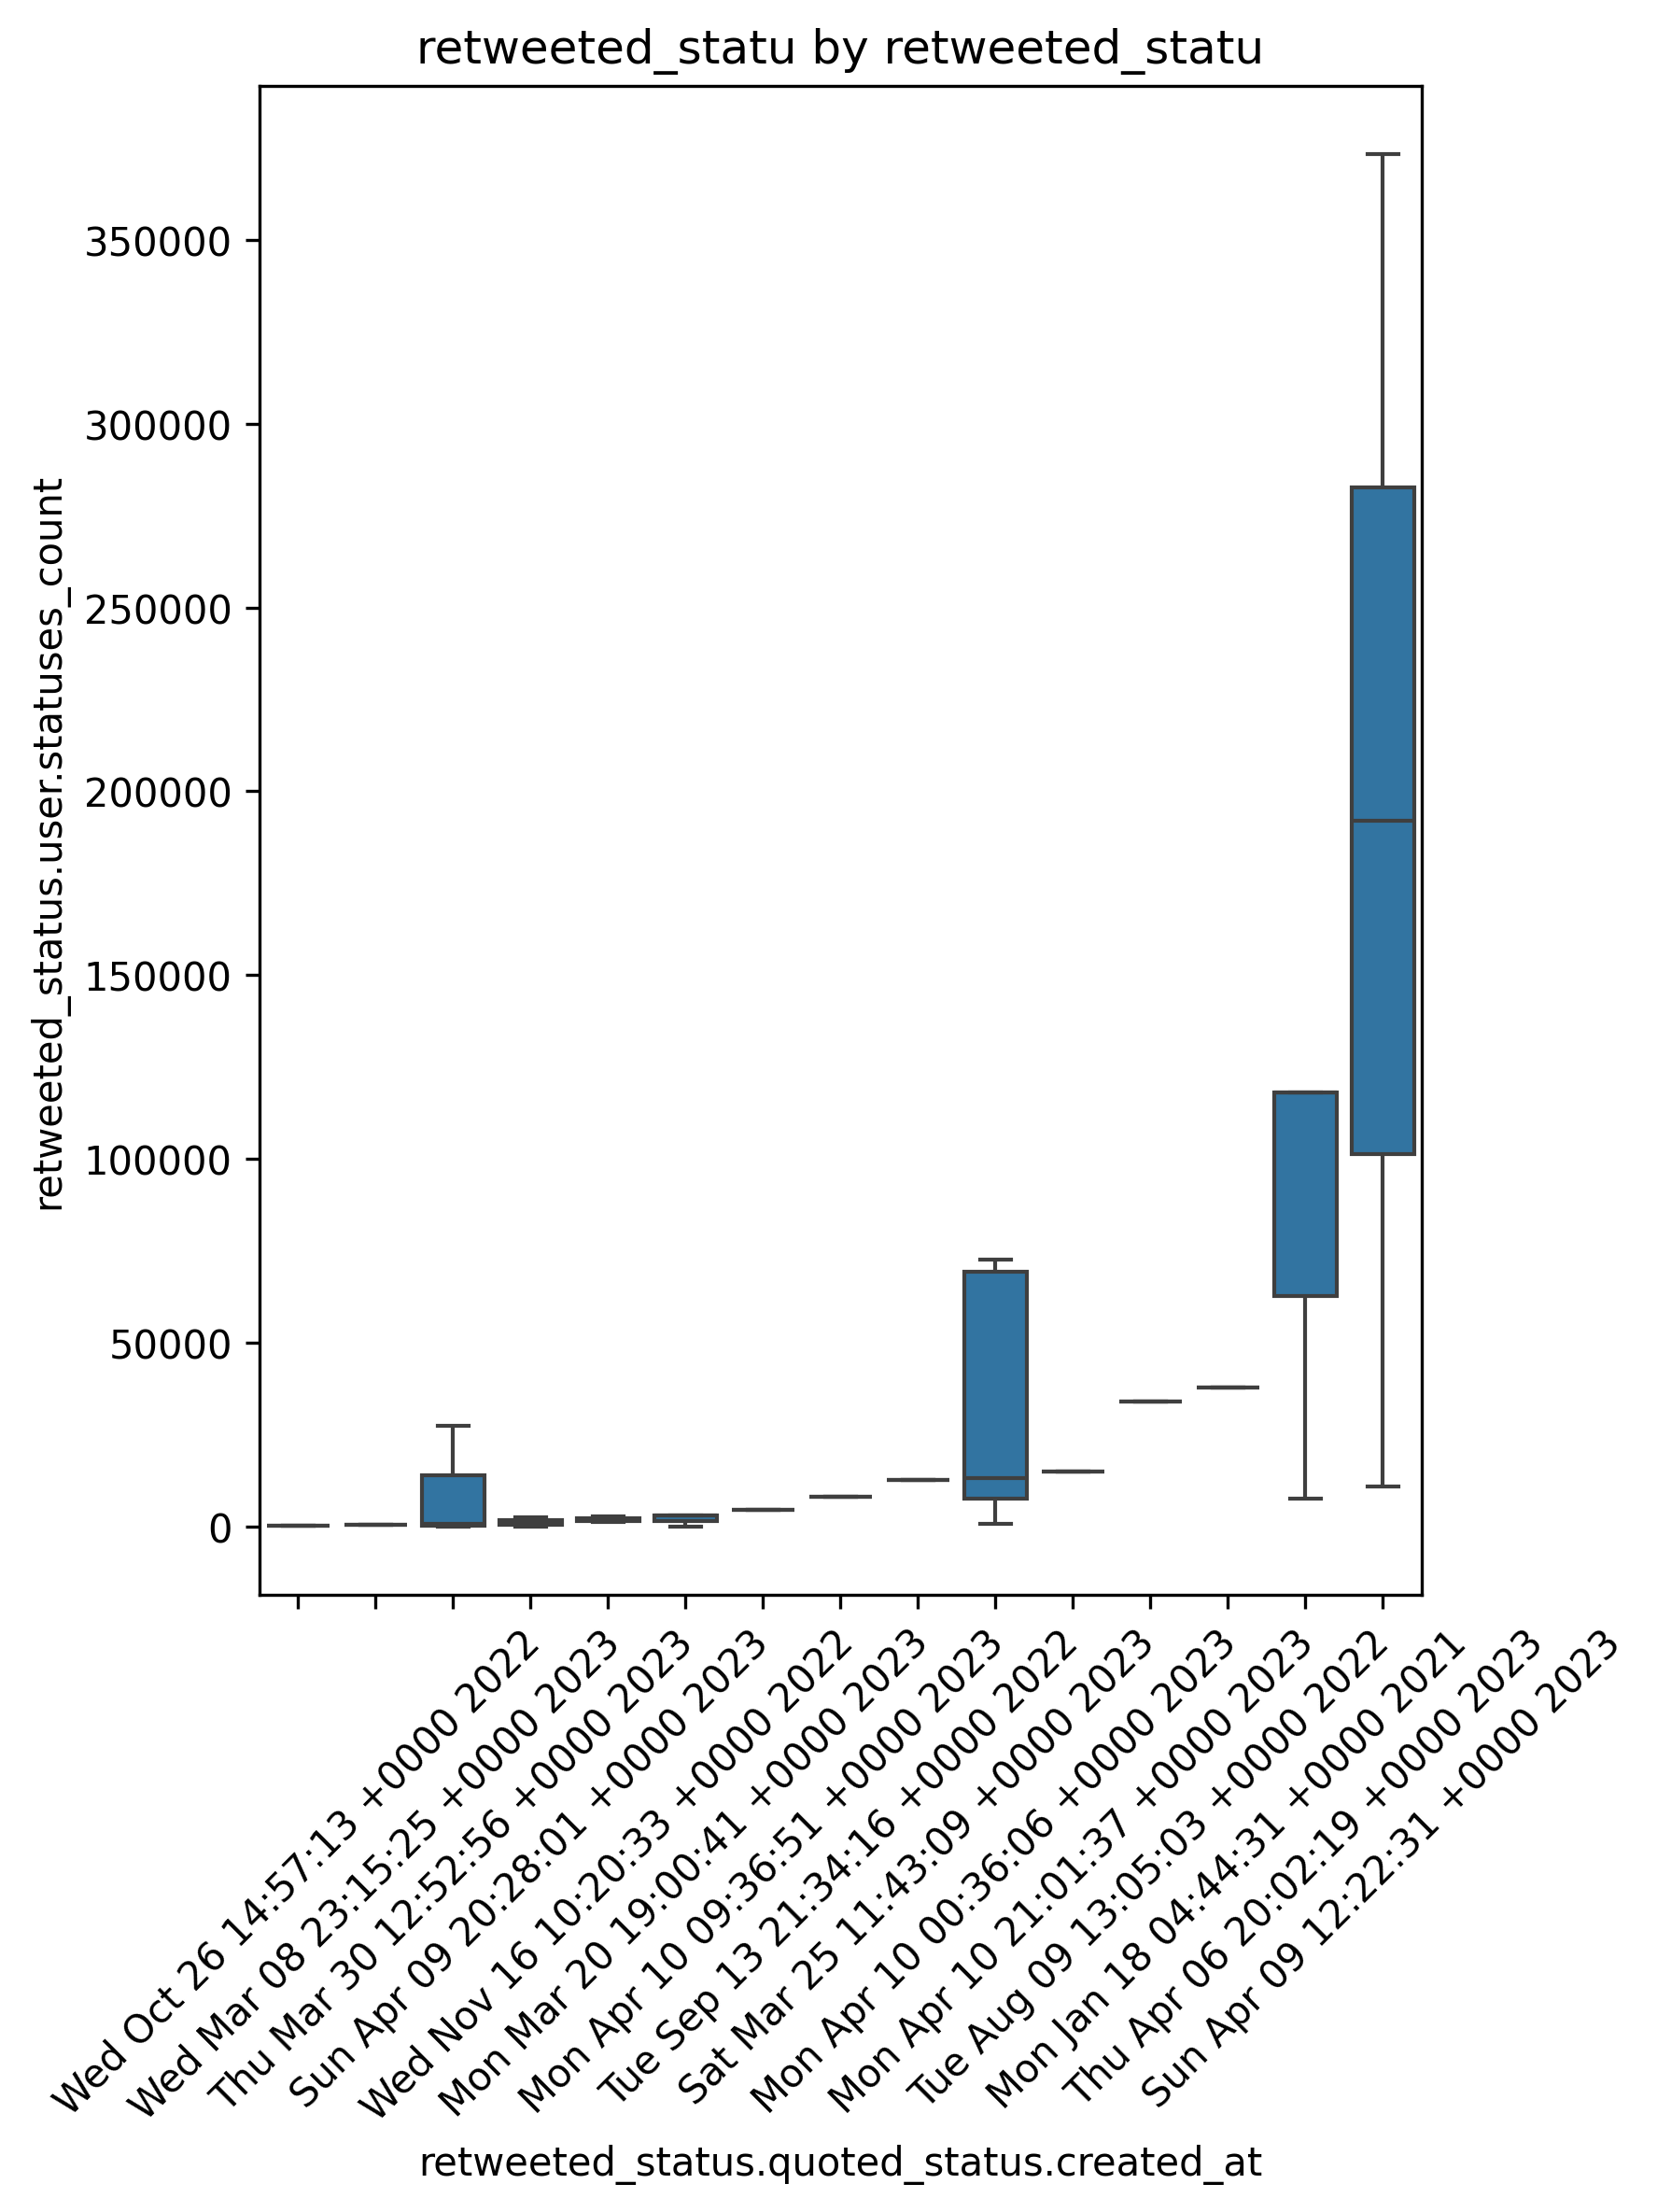 retweeted_statu by retweeted_statu
retweeted_status.user.statuses_count
350000
300000
250000
200000
150000
100000
50000
0
Wed Oct 26 14:57:13 +0000 2022
Wed Mar 08 23:15:25 +0000 2023
Thu Mar 30 12:52:56 +0000 2023
Sun Apr 09 20:28:01 +0000 2023
Wed Nov 16 10:20:33 +0000 2022
Mon Mar 20 19:00:41 +0000 2023
Mon Apr 10 09:36:51 +0000 2023
Tue Sep 13 21:34:16 +0000 2022
Sat Mar 25 11:43:09 +0000 2023
Mon Apr 10 00:36:06 +0000 2023
Mon Apr 10 21:01:37 +0000 2023
Tue Aug 09 13:05:03 +0000 2022
Mon Jan 18 04:44:31 +0000 2021
Thu Apr 06 20:02:19 +0000 2023
Sun Apr 09 12:22:31 +0000 2023
retweeted_status.quoted_status.created_at